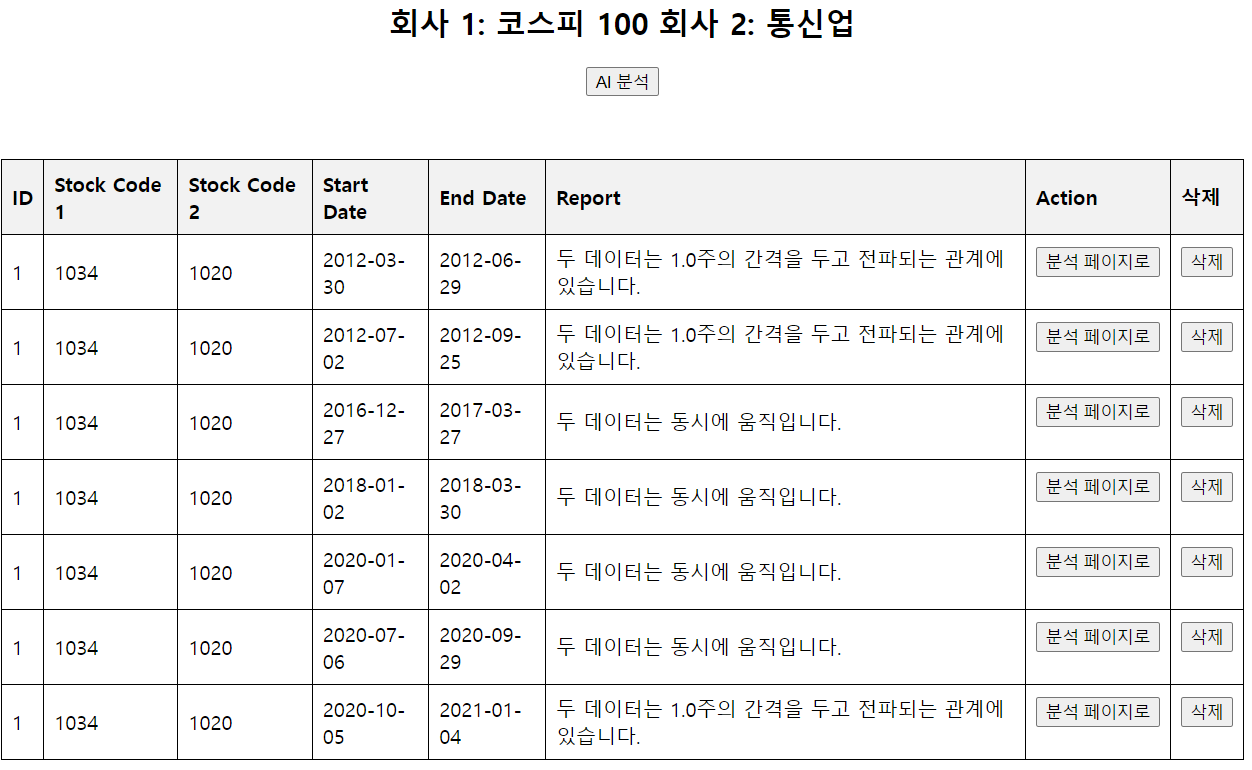 회사 1: 코스피 100 회사 2: 통신업
AI 분석
ID Stock Code 1 Stock Code 2 Start Date End Date Report Action 삭제
1 1034 1020 2012-03-30 2012-06-29 두 데이터는 1.0주의 간격을 두고 전파되는 관계에 있습니다. 분석 페이지로 삭제
1 1034 1020 2012-07-02 2012-09-25 두 데이터는 1.0주의 간격을 두고 전파되는 관계에 있습니다. 분석 페이지로 삭제
1 1034 1020 2016-12-27 2017-03-27 두 데이터는 동시에 움직입니다. 분석 페이지로 삭제
1 1034 1020 2018-01-02 2018-03-30 두 데이터는 동시에 움직입니다. 분석 페이지로 삭제
1 1034 1020 2020-01-07 2020-04-02 두 데이터는 동시에 움직입니다. 분석 페이지로 삭제
1 1034 1020 2020-07-06 2020-09-29 두 데이터는 동시에 움직입니다. 분석 페이지로 삭제
1 1034 1020 2020-10-05 2021-01-04 두 데이터는 1.0주의 간격을 두고 전파되는 관계에 있습니다. 분석 페이지로 삭제